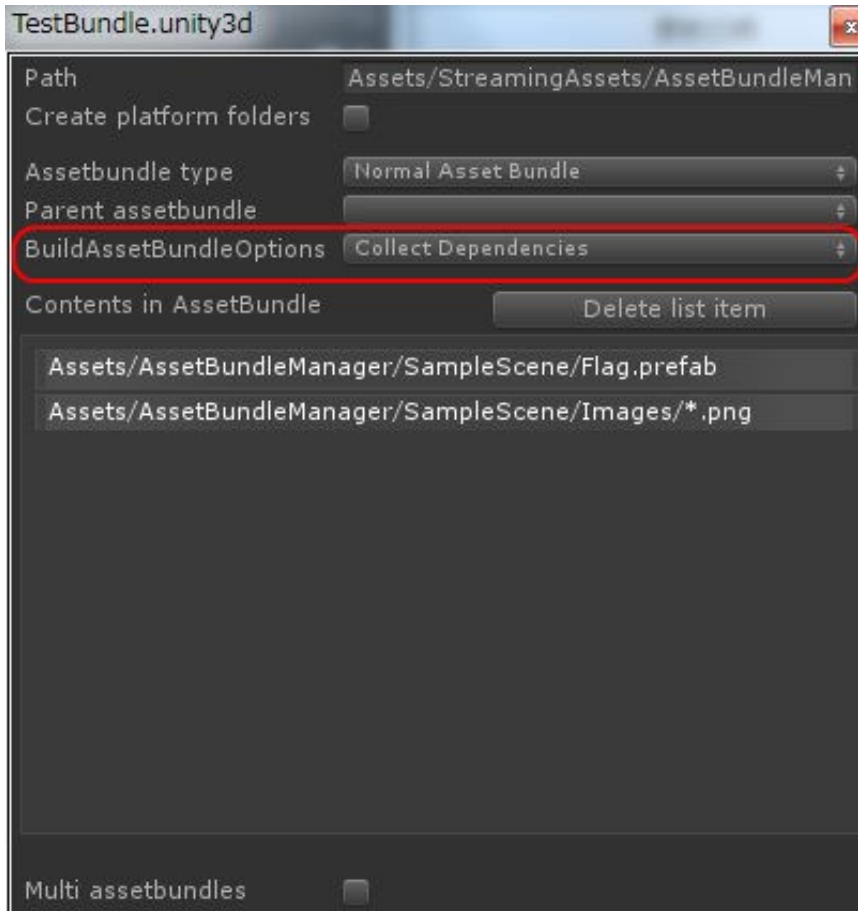 TestBundle.unity3d
Path Assets/StreamingAssets/AssetBundleMan
Create platform folders
Assetbundle type Normal Asset Bundle
Parent assetbundle
BuildAssetBundleOptions Collect Dependencies
Contents in AssetBundle Delete list item
Assets/AssetBundleManager/SampleScene/Flag.prefab
Assets/AssetBundleManager/SampleScene/Images/*.png
Multi assetbundles